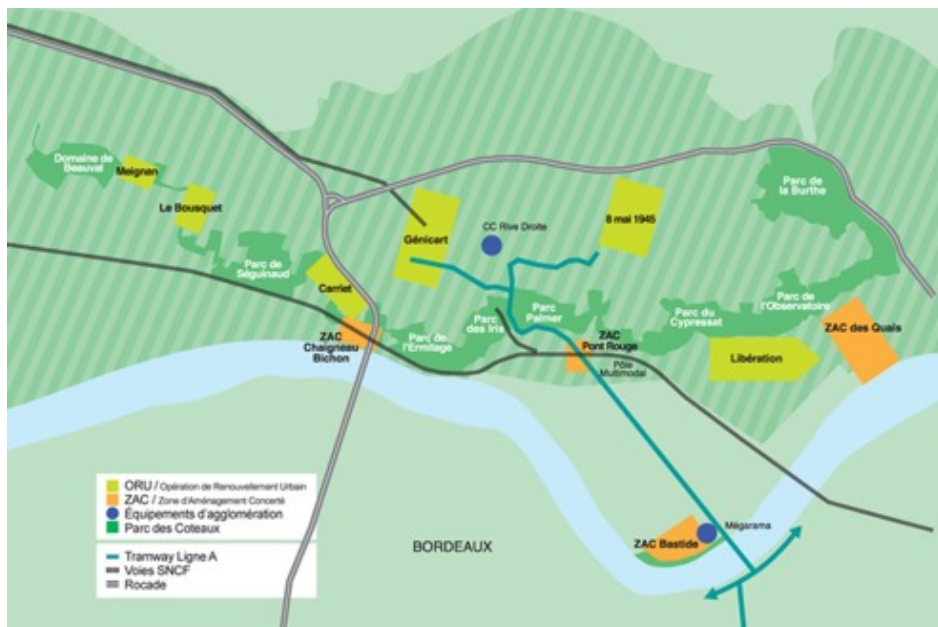 Domaine de
Beauval
Meignan
Le Bousquet
Parc de
Séguinaud
Carriet
ZAC
Chaigneau
Bichon
Parc de
l'Ermitage
Génicart
CC Rive Droite
8 mai 1945
Parc de
la Burthe
Parc
des Iris
Parc
Palmer
ZAC
Pont Rouge
Pôle
Multimodal
Parc du
Cypressat
Parc de
l'Observatoire
ZAC des Quais
Libération
Mégarama
ZAC Bastide
BORDEAUX
ORU / Opération de Renouvellement Urbain
ZAC / Zone d'Aménagement Concerté
Équipements d'agglomération
Parc des Coteaux
Tramway Ligne A
Voies SNCF
Rocade